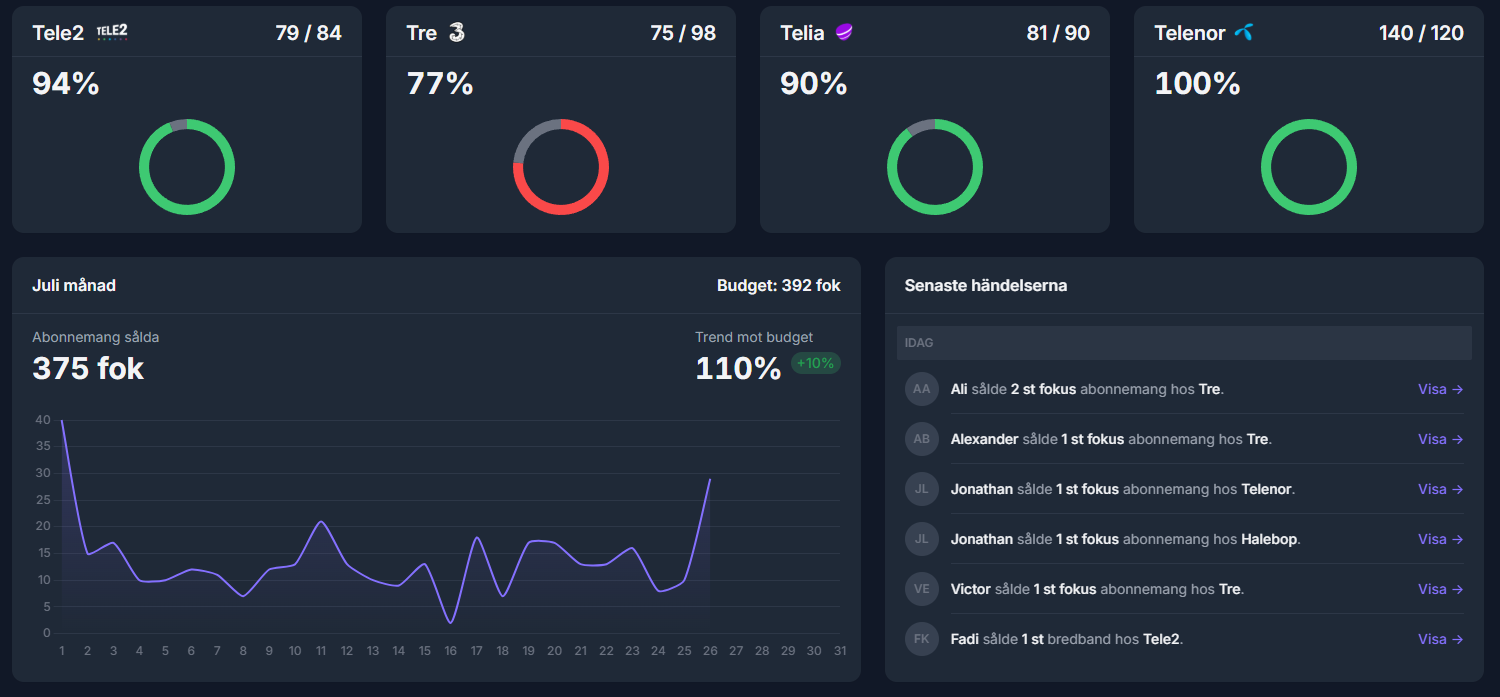 Tele2 TELE2 79 / 84
94%
Tre 3 75 / 98
77%
Telia 81 / 90
90%
Telenor 140 / 120
100%
Juli månad Budget: 392 fok
Abonnemang sålda Trend mot budget
375 fok 110% +10%
40
35
30
25
20
15
10
5
0
1 2 3 4 5 6 7 8 9 10 11 12 13 14 15 16 17 18 19 20 21 22 23 24 25 26 27 28 29 30 31
Senaste händelserna
IDAG
AA Ali sålde 2 st fokus abonnemang hos Tre. Visa →
AB Alexander sålde 1 st fokus abonnemang hos Tre. Visa →
JL Jonathan sålde 1 st fokus abonnemang hos Telenor. Visa →
JL Jonathan sålde 1 st fokus abonnemang hos Halebop. Visa →
VE Victor sålde 1 st fokus abonnemang hos Tre. Visa →
FK Fadi sålde 1 st bredband hos Tele2. Visa →